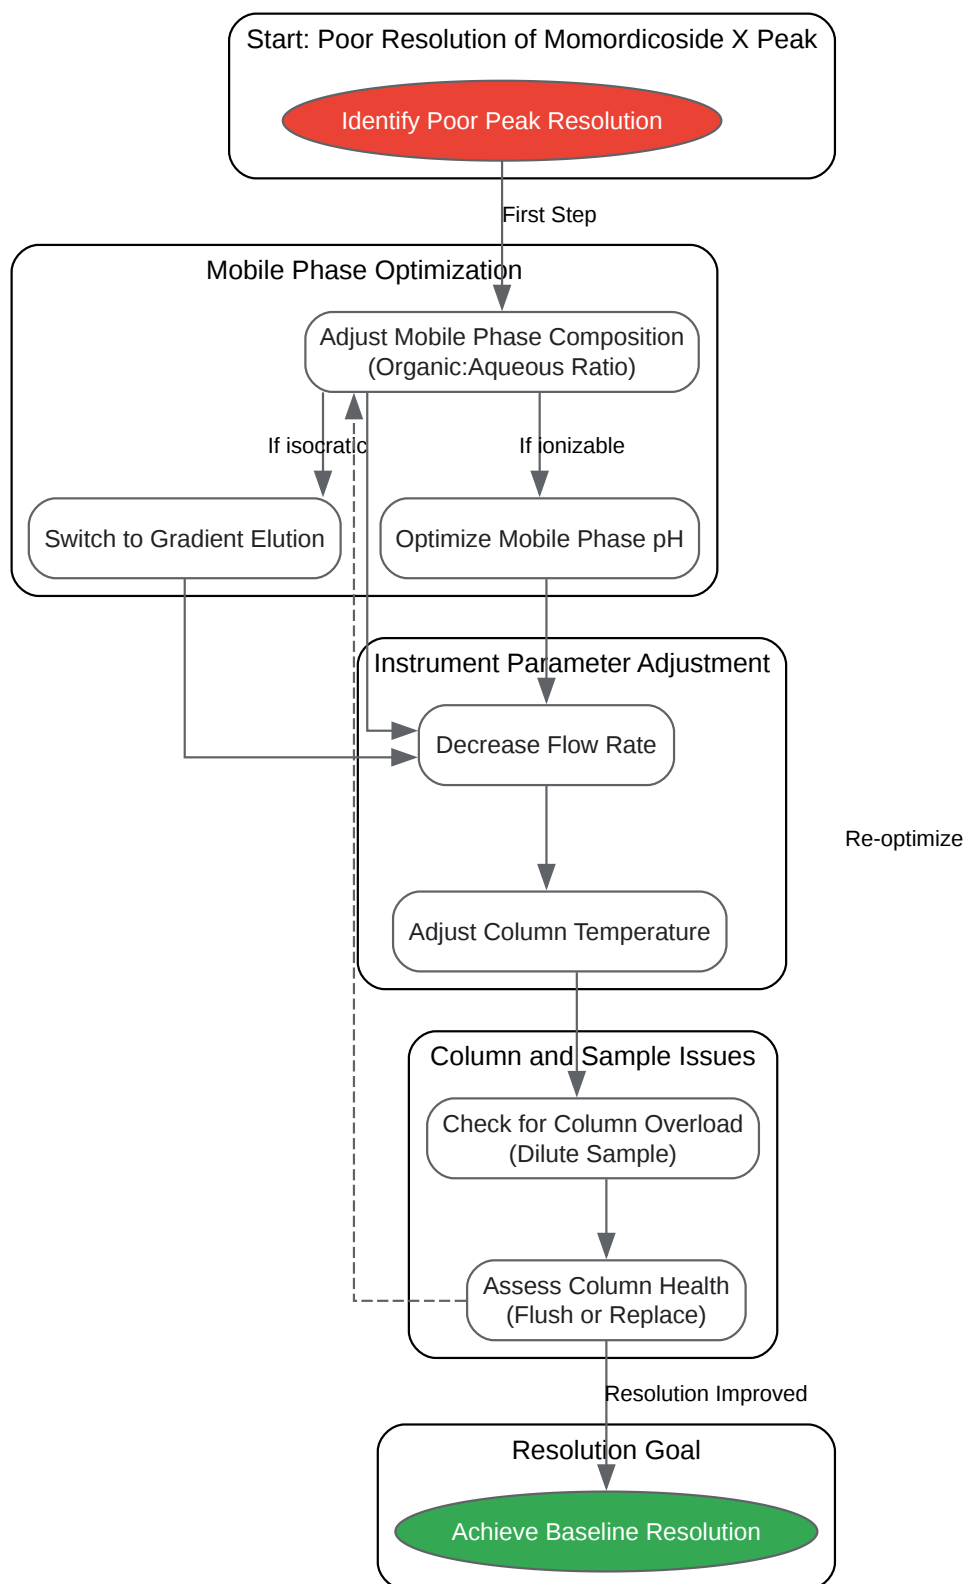 Start: Poor Resolution of Momordicoside X Peak
Identify Poor Peak Resolution
First Step
Mobile Phase Optimization
Adjust Mobile Phase Composition
(Organic:Aqueous Ratio)
If isocratic
If ionizable
Switch to Gradient Elution
Optimize Mobile Phase pH
Instrument Parameter Adjustment
Decrease Flow Rate
Re-optimize
Adjust Column Temperature
Column and Sample Issues
Check for Column Overload
(Dilute Sample)
Assess Column Health
(Flush or Replace)
Resolution Improved
Resolution Goal
Achieve Baseline Resolution